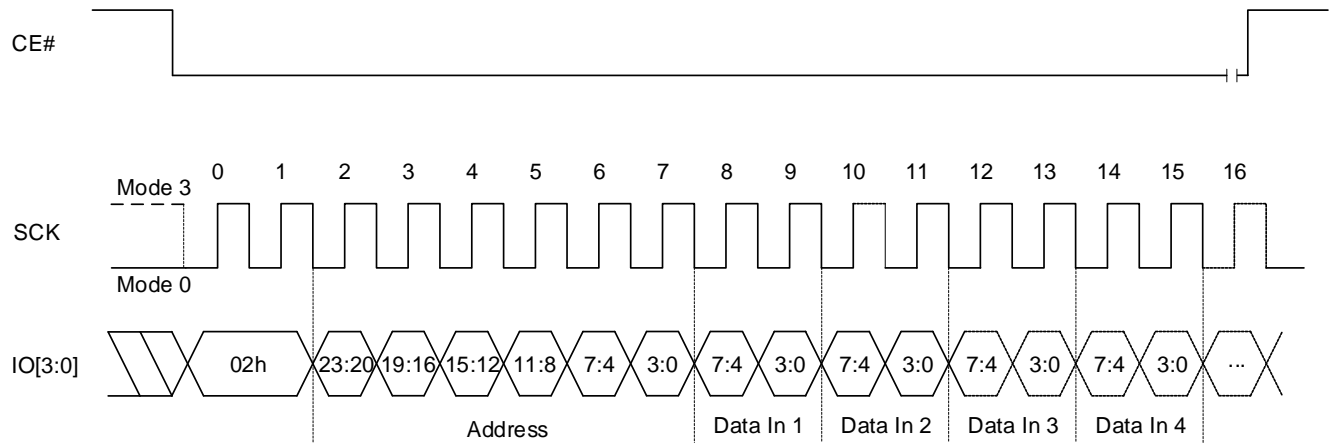 CE#
0 1 2 3 4 5 6 7 8 9 10 11 12 13 14 15 16
Mode 3
SCK
Mode 0
IO[3:0] 02h 23:20 19:16 15:12 11:8 7:4 3:0 7:4 3:0 7:4 3:0 7:4 3:0 7:4 3:0 ...
Address Data In 1 Data In 2 Data In 3 Data In 4